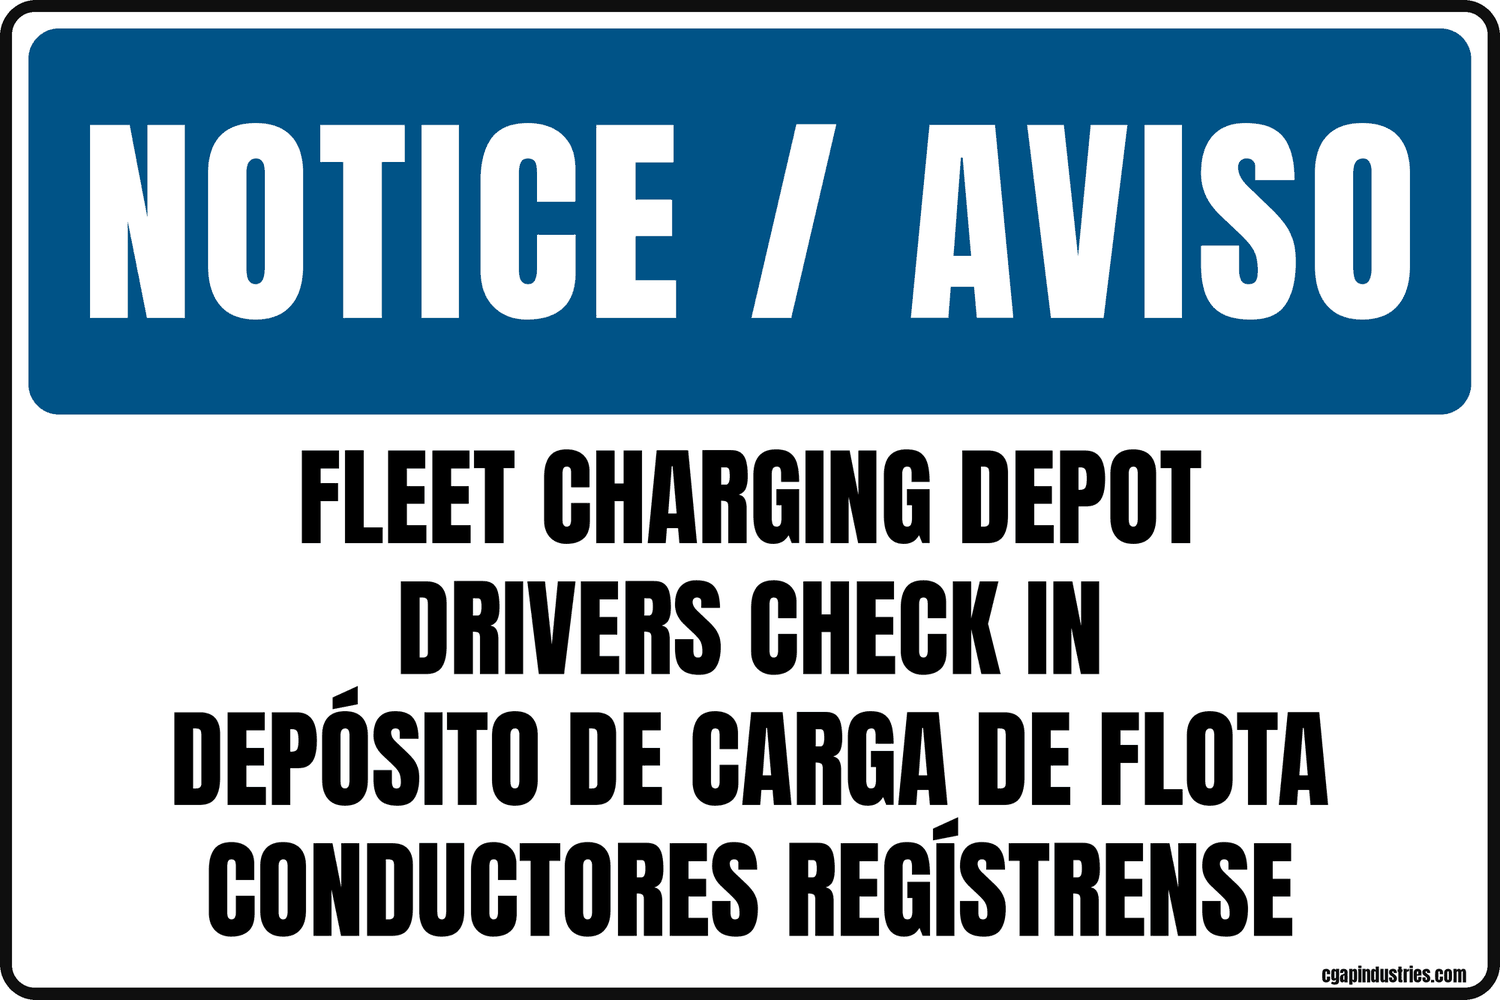 NOTICE / AVISO
FLEET CHARGING DEPOT
DRIVERS CHECK IN
DEPÓSITO DE CARGA DE FLOTA
CONDUCTORES REGÍSTRENSE
cgapindustries.com